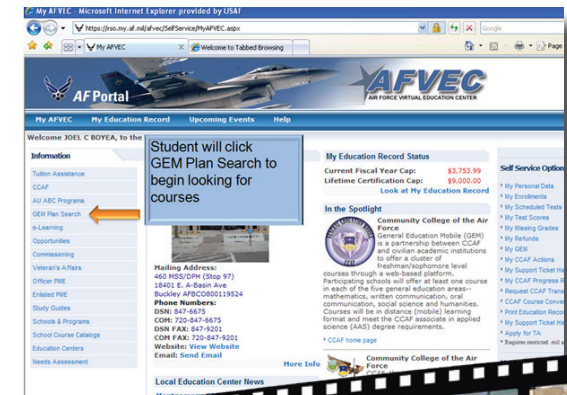 My AFVEC - Microsoft Internet Explorer provided by USAF
https://rso.my.af.mil/afvec/SelfService/MyAFVEC.aspx
Google
My AFVEC
Welcome to Tabbed Browsing
Page
AF Portal
AFVEC
AIR FORCE VIRTUAL EDUCATION CENTER
My AFVEC My Education Record Upcoming Events Help
Welcome JOEL C BOYEA, to the
Student will click
GEM Plan Search to
begin looking for
courses
Information
Tuition Assistance
CCAF
AU ABC Programs
GEM Plan Search
e-Learning
Opportunities
Commissioning
Veteran's Affairs
Officer PME
Enlisted PME
Study Guides
Schools & Programs
School Course Catalogs
Education Centers
Needs Assessment
Mailing Address:
460 MSS/DPH (Stop 97)
18401 E. A-Basin Ave
Buckley AFBCO800119524
Phone Numbers:
DSN: 847-6675
COM: 720-847-6675
DSN FAX: 847-9201
COM FAX: 720-847-9201
Website: View Website
Email: Send Email
More Info
Local Education Center News
My Education Record Status
Current Fiscal Year Cap: $3,753.99
Lifetime Certification Cap: $9,000.00
Look at My Education Record
In the Spotlight
Community College of the Air
Force
General Education Mobile (GEM)
is a partnership between CCAF
and civilian academic institutions
to offer a cluster of
freshman/sophomore level
courses through a web-based platform.
Participating schools will offer at least one course
in each of the five general education areas--
mathematics, written communication, oral
communication, social science and humanities.
Courses will be in distance (mobile) learning
format and meet the CCAF associate in applied
science (AAS) degree requirements.
CCAF home page
Community College of the Air
Force
Self Service Option
My Personal Data
My Enrollments
My Scheduled Tests
My Test Scores
My Missing Grades
My Refunds
My GEM
My CCAF Actions
My Support Ticket His
My CCAF Progress R
Request CCAF Trans
CCAF Course Conver
Print Education Reco
My Support Ticket His
Apply for TA